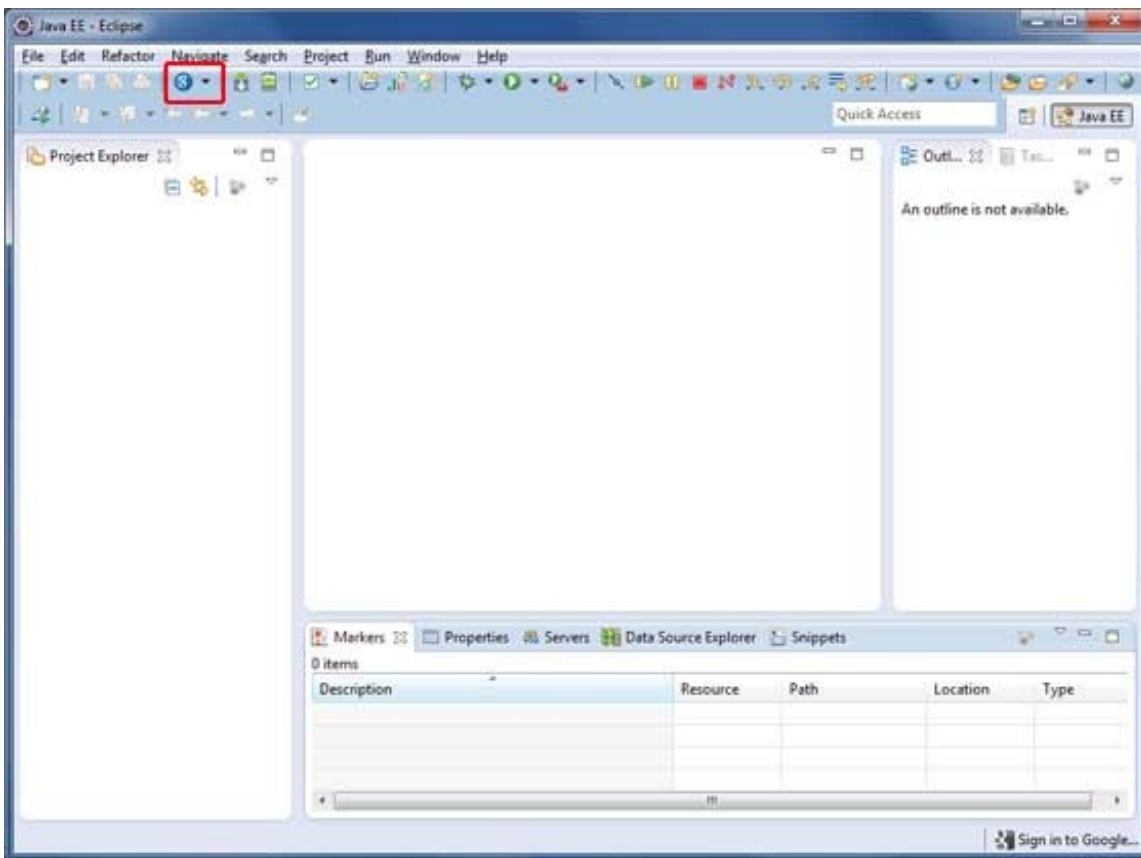 Java EE - Eclipse
File Edit Refactor Navigate Search Project Run Window Help
Quick Access
Java EE
Project Explorer
Outl... Tas...
An outline is not available.
Markers Properties Servers Data Source Explorer Snippets
0 items
Description Resource Path Location Type
Sign in to Google...